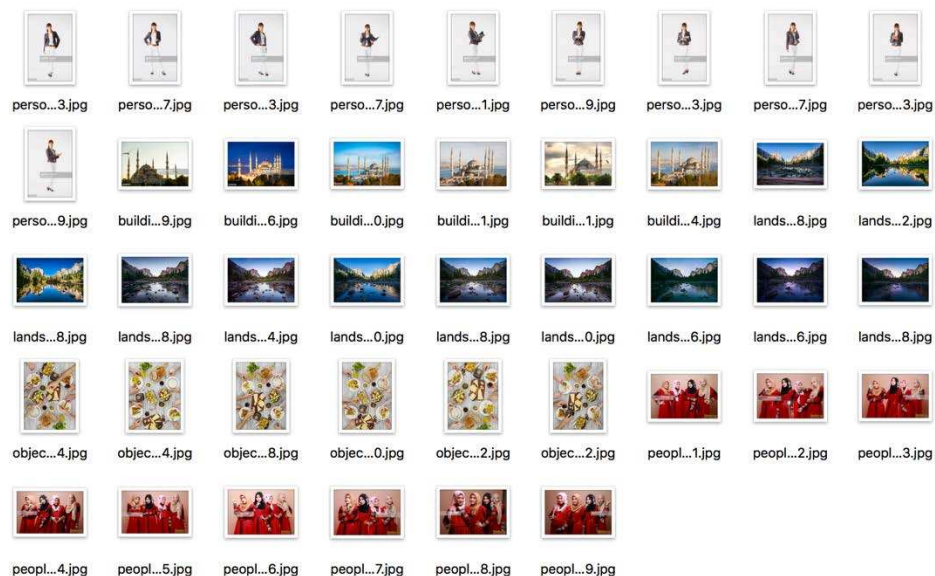 perso...3.jpg perso...7.jpg perso...3.jpg perso...7.jpg perso...1.jpg perso...9.jpg perso...3.jpg perso...7.jpg perso...3.jpg
perso...9.jpg buildi...9.jpg buildi...6.jpg buildi...0.jpg buildi...1.jpg buildi...1.jpg buildi...4.jpg lands...8.jpg lands...2.jpg
lands...8.jpg lands...8.jpg lands...4.jpg lands...0.jpg lands...8.jpg lands...0.jpg lands...6.jpg lands...6.jpg lands...8.jpg
objec...4.jpg objec...4.jpg objec...8.jpg objec...0.jpg objec...2.jpg objec...2.jpg peopl...1.jpg peopl...2.jpg peopl...3.jpg
peopl...4.jpg peopl...5.jpg peopl...6.jpg peopl...7.jpg peopl...8.jpg peopl...9.jpg